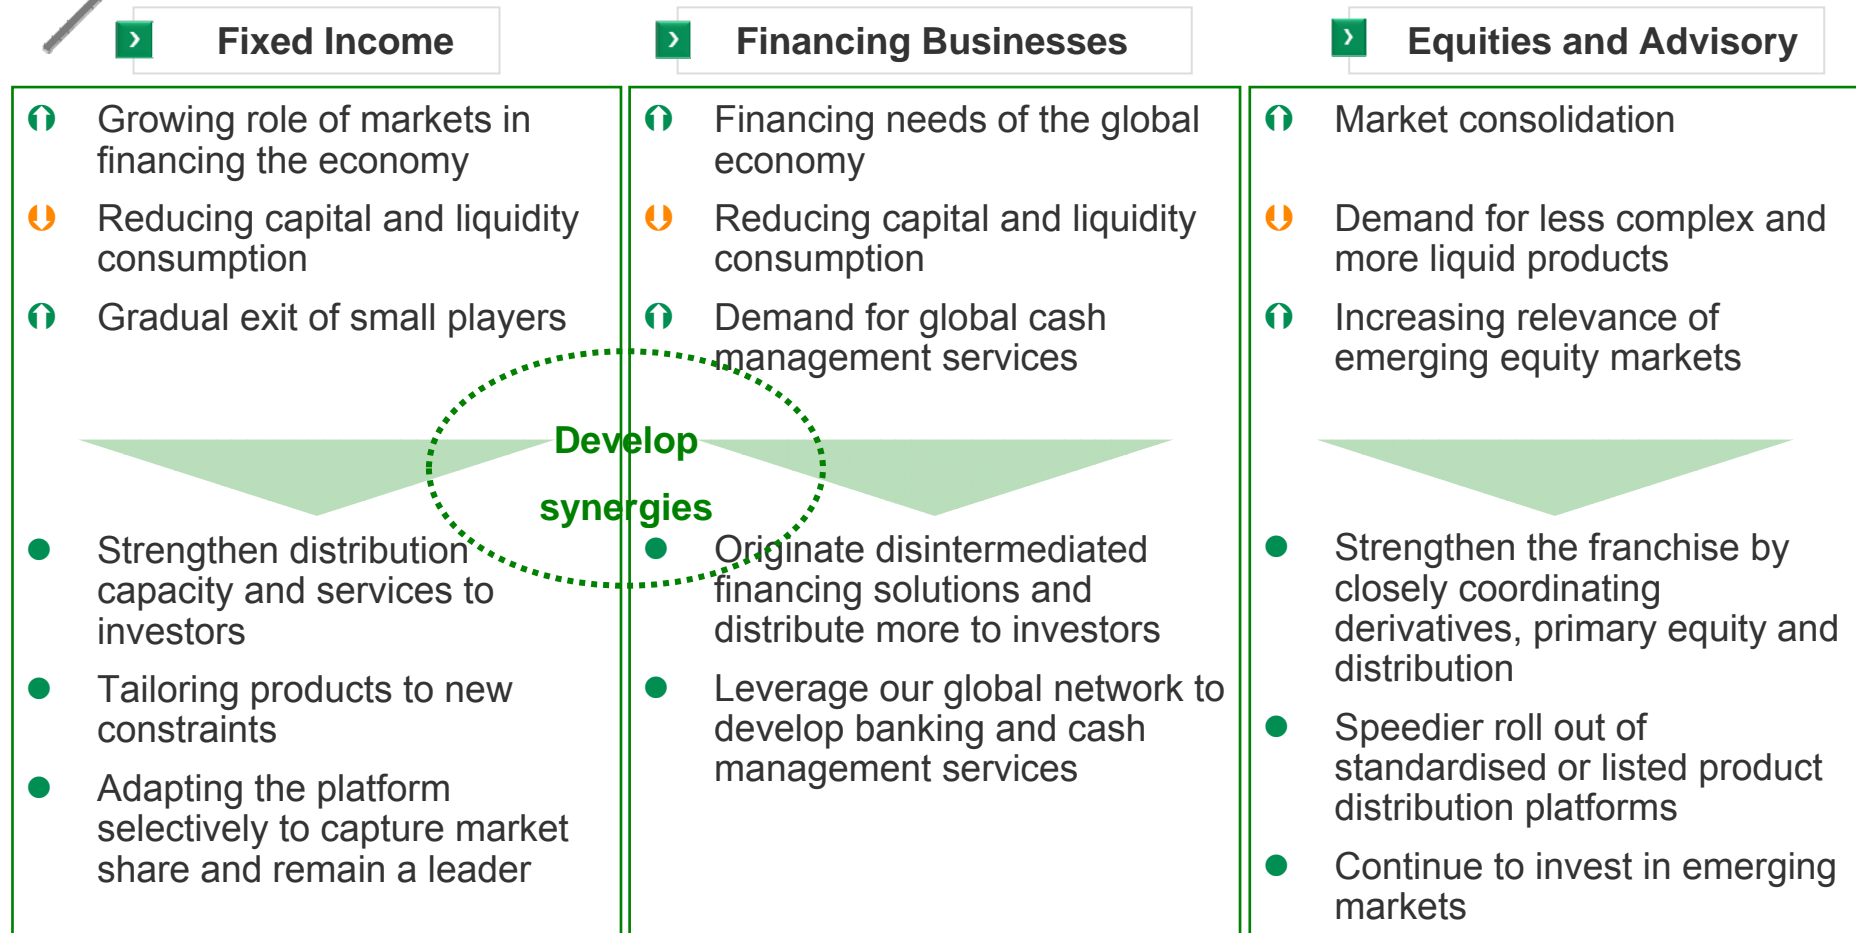 Fixed Income
Growing role of markets in
financing the economy
Reducing capital and liquidity
consumption
Gradual exit of small players
Strengthen distribution
capacity and services to
investors
Tailoring products to new
constraints
Adapting the platform
selectively to capture market
share and remain a leader
Develop
synergies
Financing Businesses
Financing needs of the global
economy
Reducing capital and liquidity
consumption
Demand for global cash
management services
Originate disintermediated
financing solutions and
distribute more to investors
Leverage our global network to
develop banking and cash
management services
Equities and Advisory
Market consolidation
Demand for less complex and
more liquid products
Increasing relevance of
emerging equity markets
Strengthen the franchise by
closely coordinating
derivatives, primary equity and
distribution
Speedier roll out of
standardised or listed product
distribution platforms
Continue to invest in emerging
markets